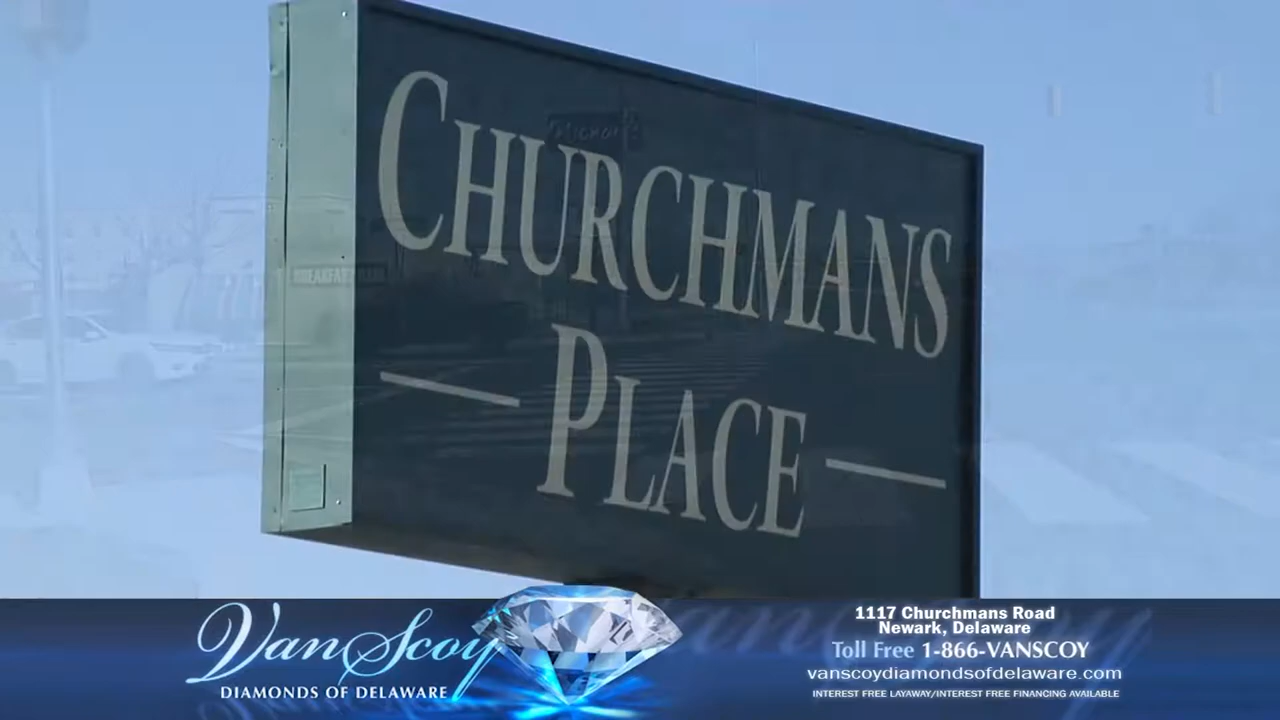 CHURCHMANS
PLACE
BREAKFAST
VanScoy
DIAMONDS OF DELAWARE
1117 Churchmans Road
Newark, Delaware
Toll Free 1-866-VANSCOY
vanscoydiamondsofdelaware.com
INTEREST FREE LAYAWAY/INTEREST FREE FINANCING AVAILABLE